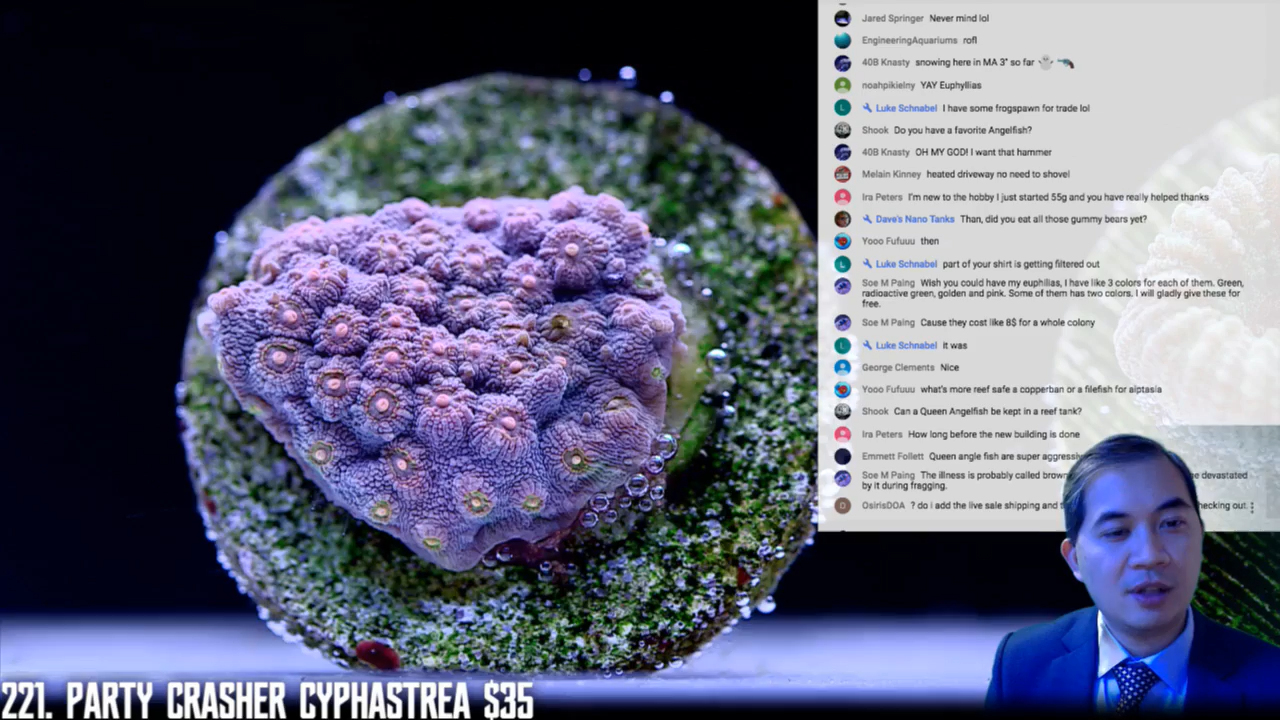 Jared Springer Never mind lol
EngineeringAquariums rofl
40B Knasty snowing here in MA 3" so far
noahpikielny YAY Euphyllias
L Luke Schnabel I have some frogspawn for trade lol
Shook Do you have a favorite Angelfish?
40B Knasty OH MY GOD! I want that hammer
Melain Kinney heated driveway no need to shovel
Ira Peters I'm new to the hobby I just started 55g and you have really helped thanks
Dave's Nano Tanks Than, did you eat all those gummy bears yet?
Yooo Fufuuu then
L Luke Schnabel part of your shirt is getting filtered out
Soe M Paing Wish you could have my euphilias, I have like 3 colors for each of them. Green,
radioactive green, golden and pink. Some of them has two colors. I will gladly give these for
free.
Soe M Paing Cause they cost like 8$ for a whole colony
L Luke Schnabel it was
George Clements Nice
Yooo Fufuuu what's more reef safe a copperban or a filefish for aiptasia
Shook Can a Queen Angelfish be kept in a reef tank?
Ira Peters How long before the new building is done
Emmett Follett Queen angle fish are super
Soe M Paing The illness is probably called devastated
by it during fragging.
OsirisDOA ? do i add the live sale shipping and out.
221. PARTY CRASHER CYPHASTREA $35